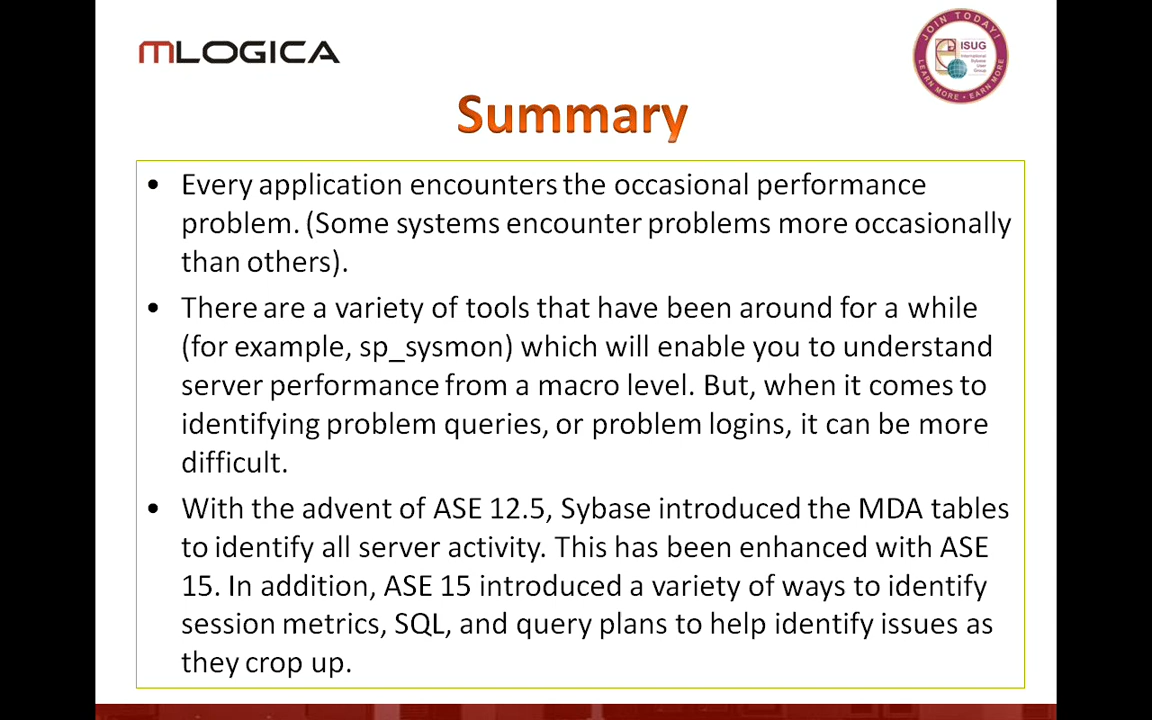 mLOGICA
JOIN TODAY!
ISUG
International
Sybase
User
Group
LEARN MORE • EARN MORE
Summary
• Every application encounters the occasional performance
problem. (Some systems encounter problems more occasionally
than others).
• There are a variety of tools that have been around for a while
(for example, sp_sysmon) which will enable you to understand
server performance from a macro level. But, when it comes to
identifying problem queries, or problem logins, it can be more
difficult.
• With the advent of ASE 12.5, Sybase introduced the MDA tables
to identify all server activity. This has been enhanced with ASE
15. In addition, ASE 15 introduced a variety of ways to identify
session metrics, SQL, and query plans to help identify issues as
they crop up.